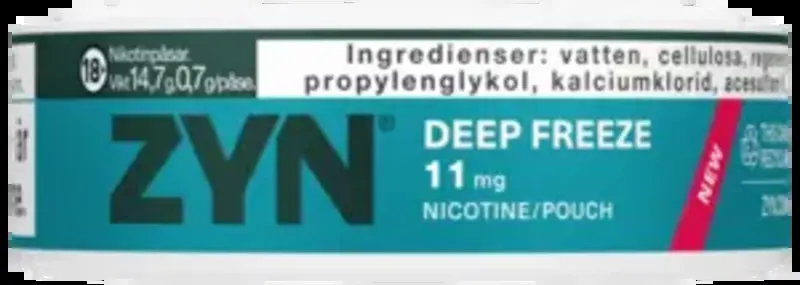 18+
Nikotinpåsar.
Vikt 14,7 g, 0,7 g/påse.
Ingredienser: vatten, cellulosa,
propylenglykol, kalciumklorid,
ZYN®
DEEP FREEZE
11 mg
NICOTINE/POUCH
NEW